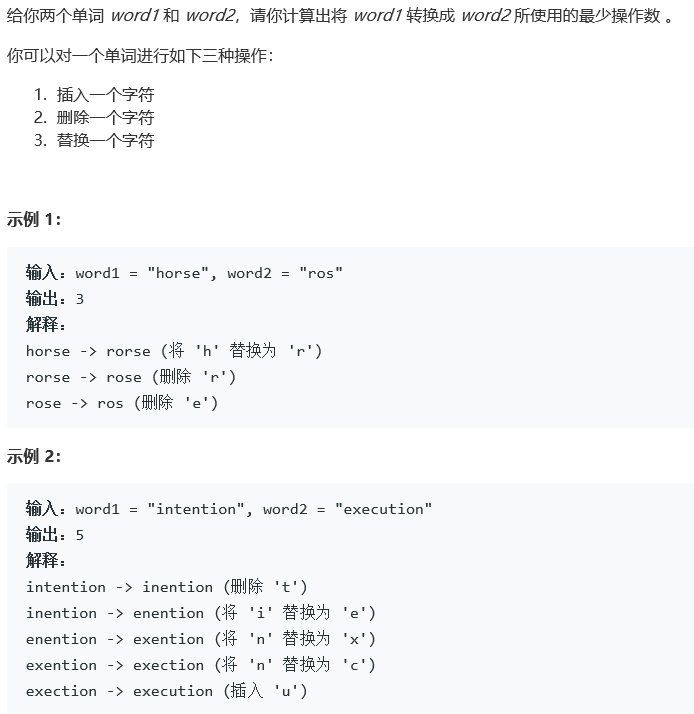 给你两个单词 word1 和 word2，请你计算出将 word1 转换成 word2 所使用的最少操作数 。
你可以对一个单词进行如下三种操作：
1. 插入一个字符
2. 删除一个字符
3. 替换一个字符
示例 1：
输入：word1 = "horse", word2 = "ros"
输出：3
解释：
horse -> rorse (将 'h' 替换为 'r')
rorse -> rose (删除 'r')
rose -> ros (删除 'e')
示例 2：
输入：word1 = "intention", word2 = "execution"
输出：5
解释：
intention -> inention (删除 't')
inention -> enention (将 'i' 替换为 'e')
enention -> exention (将 'n' 替换为 'x')
exention -> exection (将 'n' 替换为 'c')
exection -> execution (插入 'u')